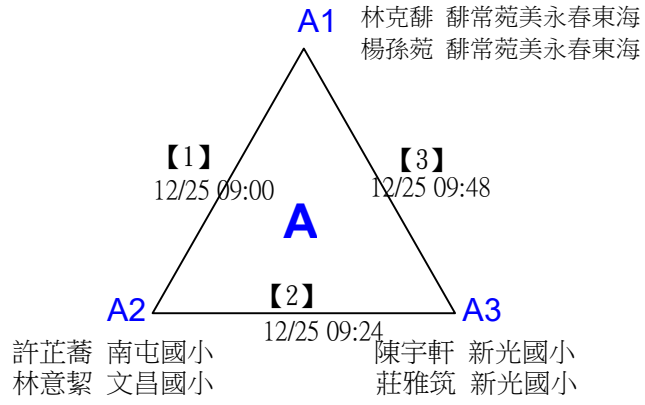 A1
林克馡 馡常菀美永春東海
楊孫菀 馡常菀美永春東海
【1】
12/25 09:00
【3】
12/25 09:48
A
A2
【2】
12/25 09:24
A3
許芷蕎 南屯國小
林意絜 文昌國小
陳宇軒 新光國小
莊雅筑 新光國小